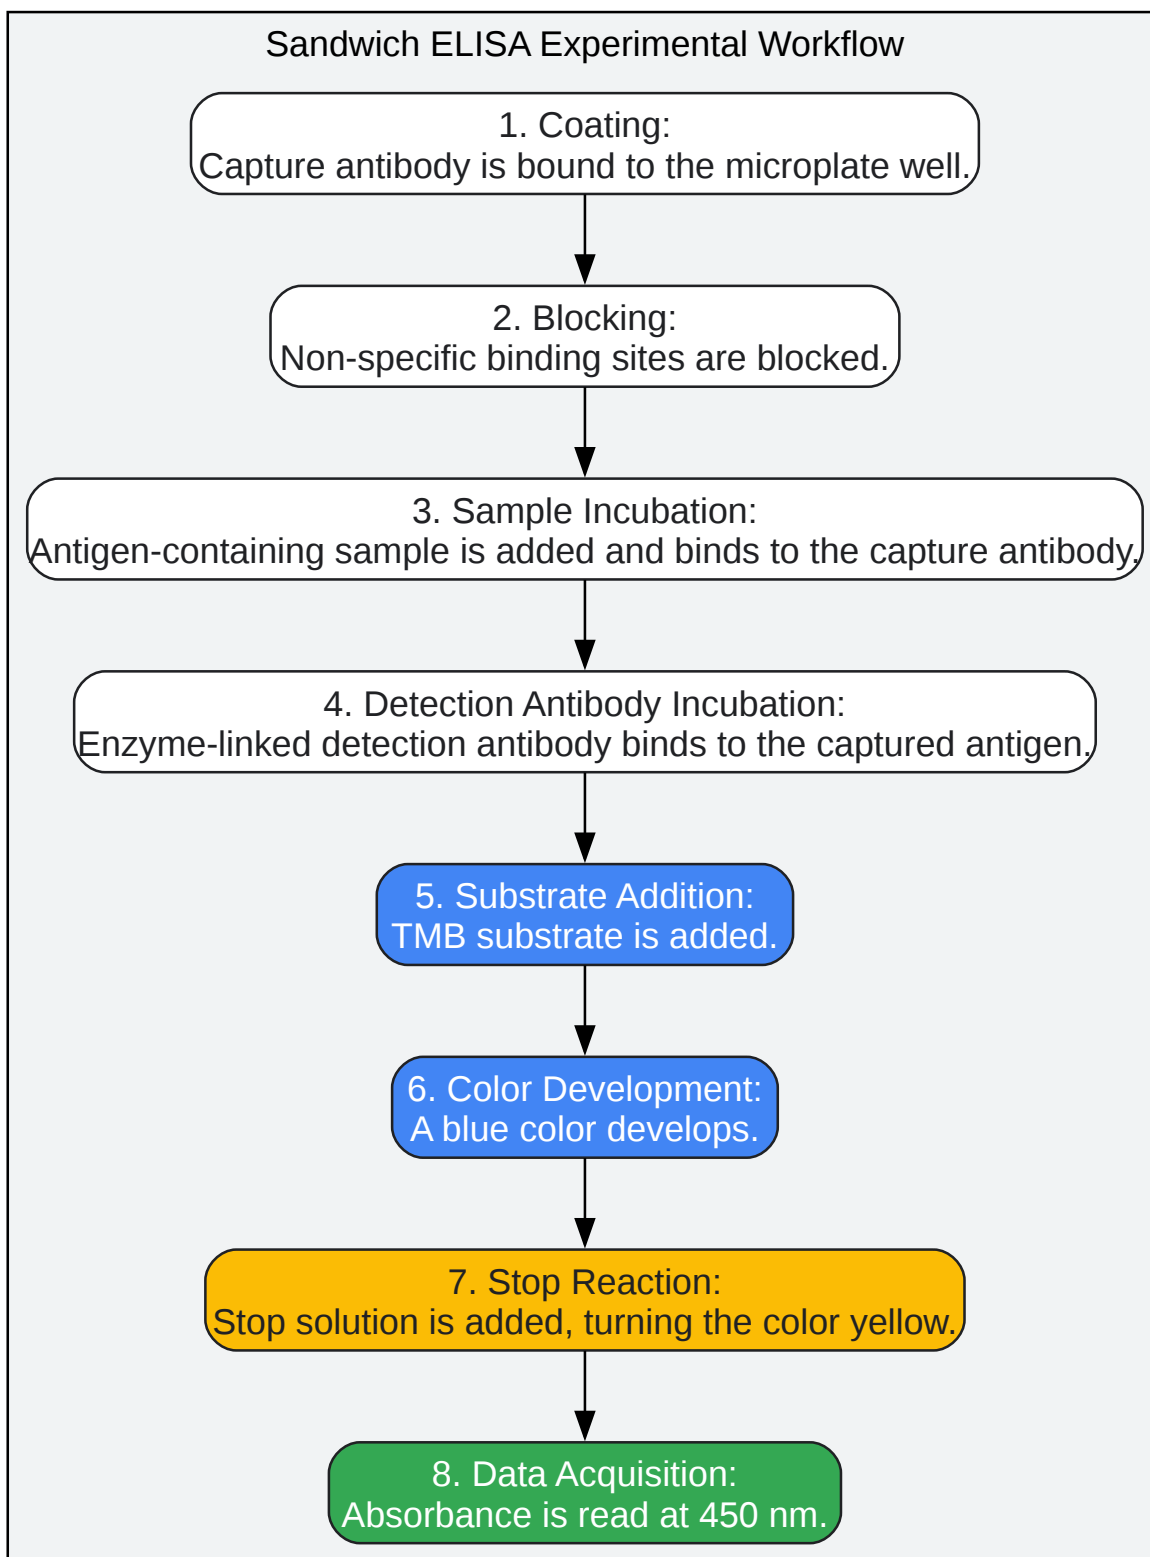 Sandwich ELISA Experimental Workflow
1. Coating:
Capture antibody is bound to the microplate well.
2. Blocking:
Non-specific binding sites are blocked.
3. Sample Incubation:
Antigen-containing sample is added and binds to the capture antibody.
4. Detection Antibody Incubation:
Enzyme-linked detection antibody binds to the captured antigen.
5. Substrate Addition:
TMB substrate is added.
6. Color Development:
A blue color develops.
7. Stop Reaction:
Stop solution is added, turning the color yellow.
8. Data Acquisition:
Absorbance is read at 450 nm.